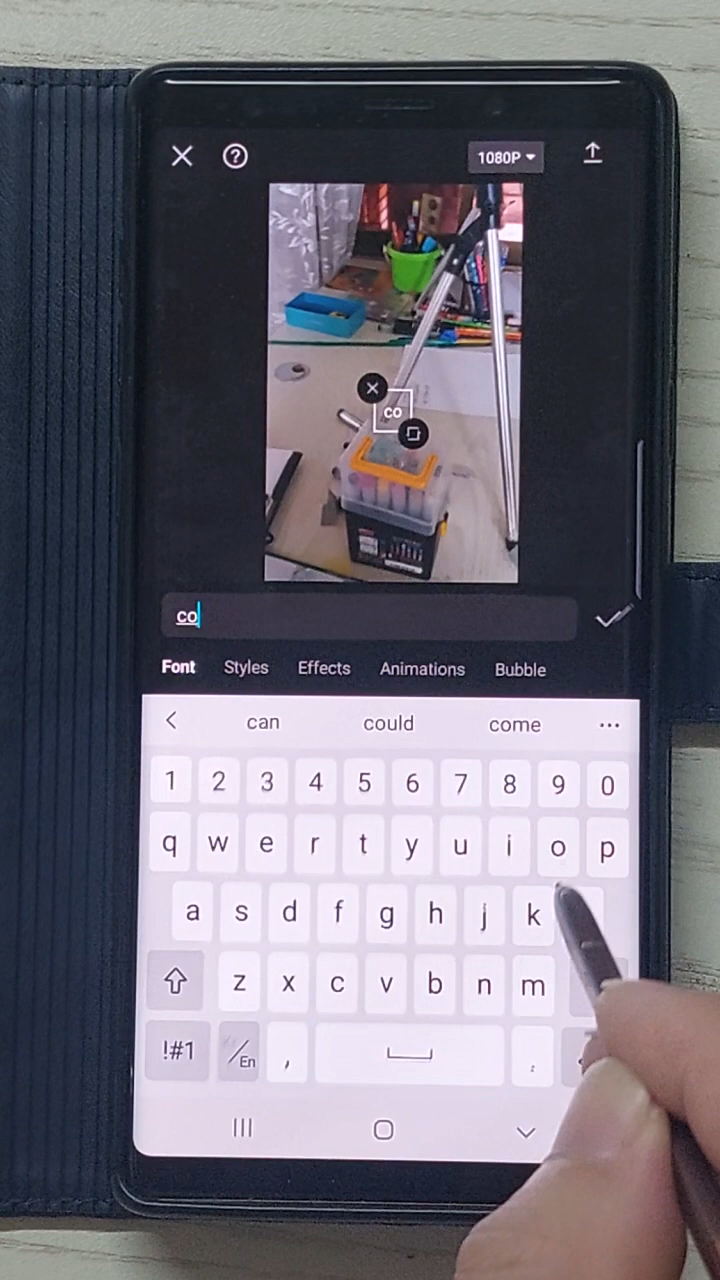 1080P
co
co
Font Styles Effects Animations Bubble
can could come
1 2 3 4 5 6 7 8 9 0
q w e r t y u i o p
a s d f g h j k
z x c v b n m
!#1 En , .